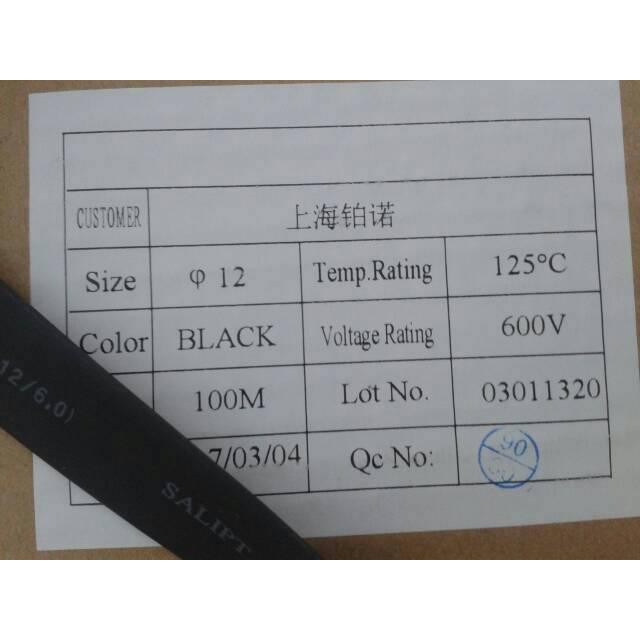 CUSTOMER 上海铂诺
Size φ 12 Temp.Rating 125°C
Color BLACK Voltage Rating 600V
100M Lot No. 03011320
7/03/04 Qc No: 90
12/6.0)
SALIPT